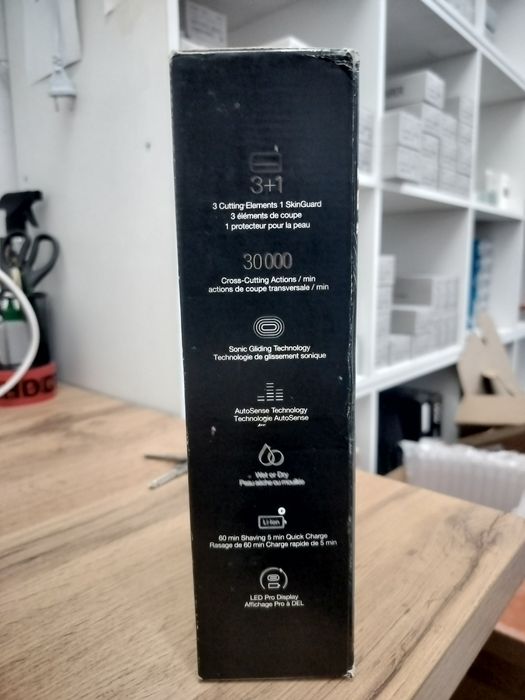 3+1
3 Cutting Elements 1 SkinGuard
3 éléments de coupe
1 protecteur pour la peau
30000
Cross-Cutting Actions / min
actions de coupe transversale / min
Sonic Gliding Technology
Technologie de glissement sonique
AutoSense Technology
Technologie AutoSense
Wet or Dry
Peau sèche ou mouillée
Li-Ion
60 min Shaving 5 min Quick Charge
Rasage de 60 min Charge rapide de 5 min
LED Pro Display
Affichage Pro à DEL